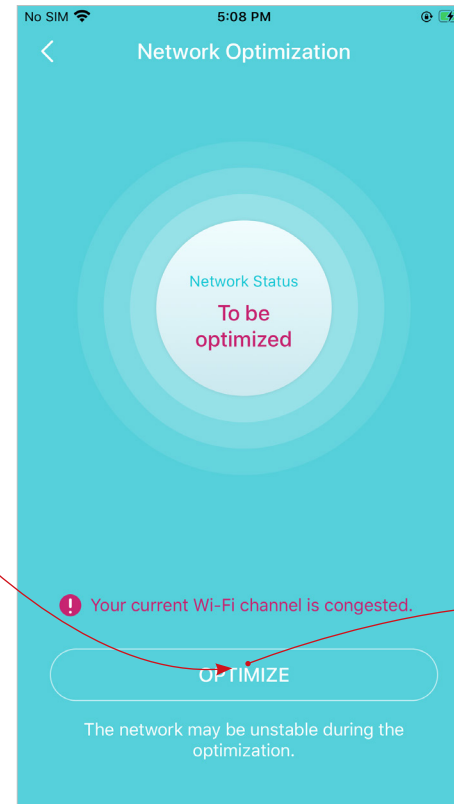 No SIM 5:08 PM
Network Optimization
Network Status
To be
optimized
Your current Wi-Fi channel is congested.
OPTIMIZE
The network may be unstable during the
optimization.